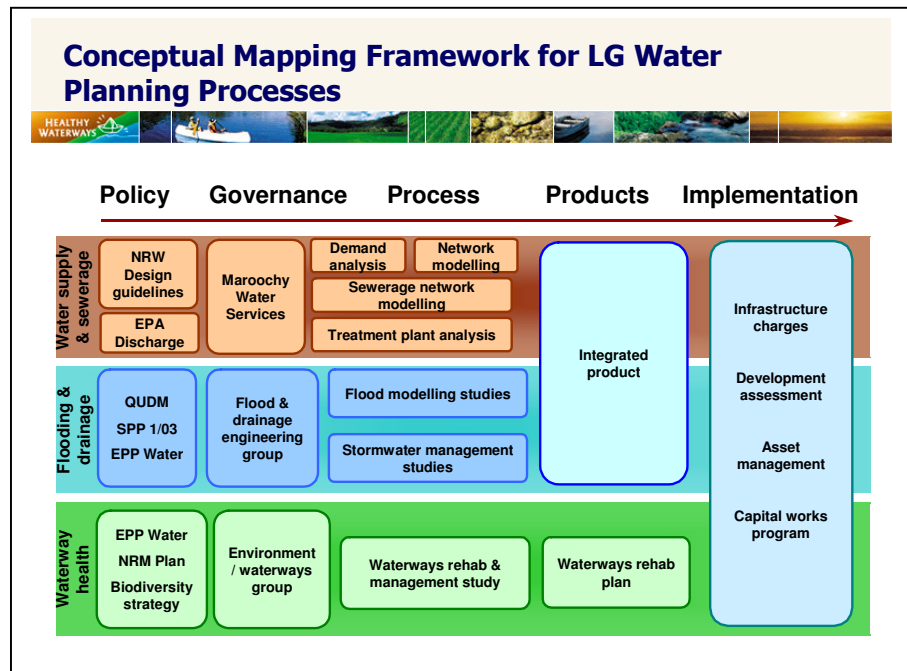 Conceptual Mapping Framework for LG Water
Planning Processes
HEALTHY
WATERWAYS
Policy
Governance
Process
Products
Implementation
Water supply
& sewerage
NRW
Design
guidelines
EPA
Discharge
Maroochy
Water
Services
Demand
analysis
Network
modelling
Sewerage network
modelling
Treatment plant analysis
Integrated
product
Infrastructure
charges
Development
assessment
Asset
management
Capital works
program
Flooding &
drainage
QUDM
SPP 1/03
EPP Water
Flood &
drainage
engineering
group
Flood modelling studies
Stormwater management
studies
Waterway
health
EPP Water
NRM Plan
Biodiversity
strategy
Environment
/ waterways
group
Waterways rehab &
management study
Waterways rehab
plan